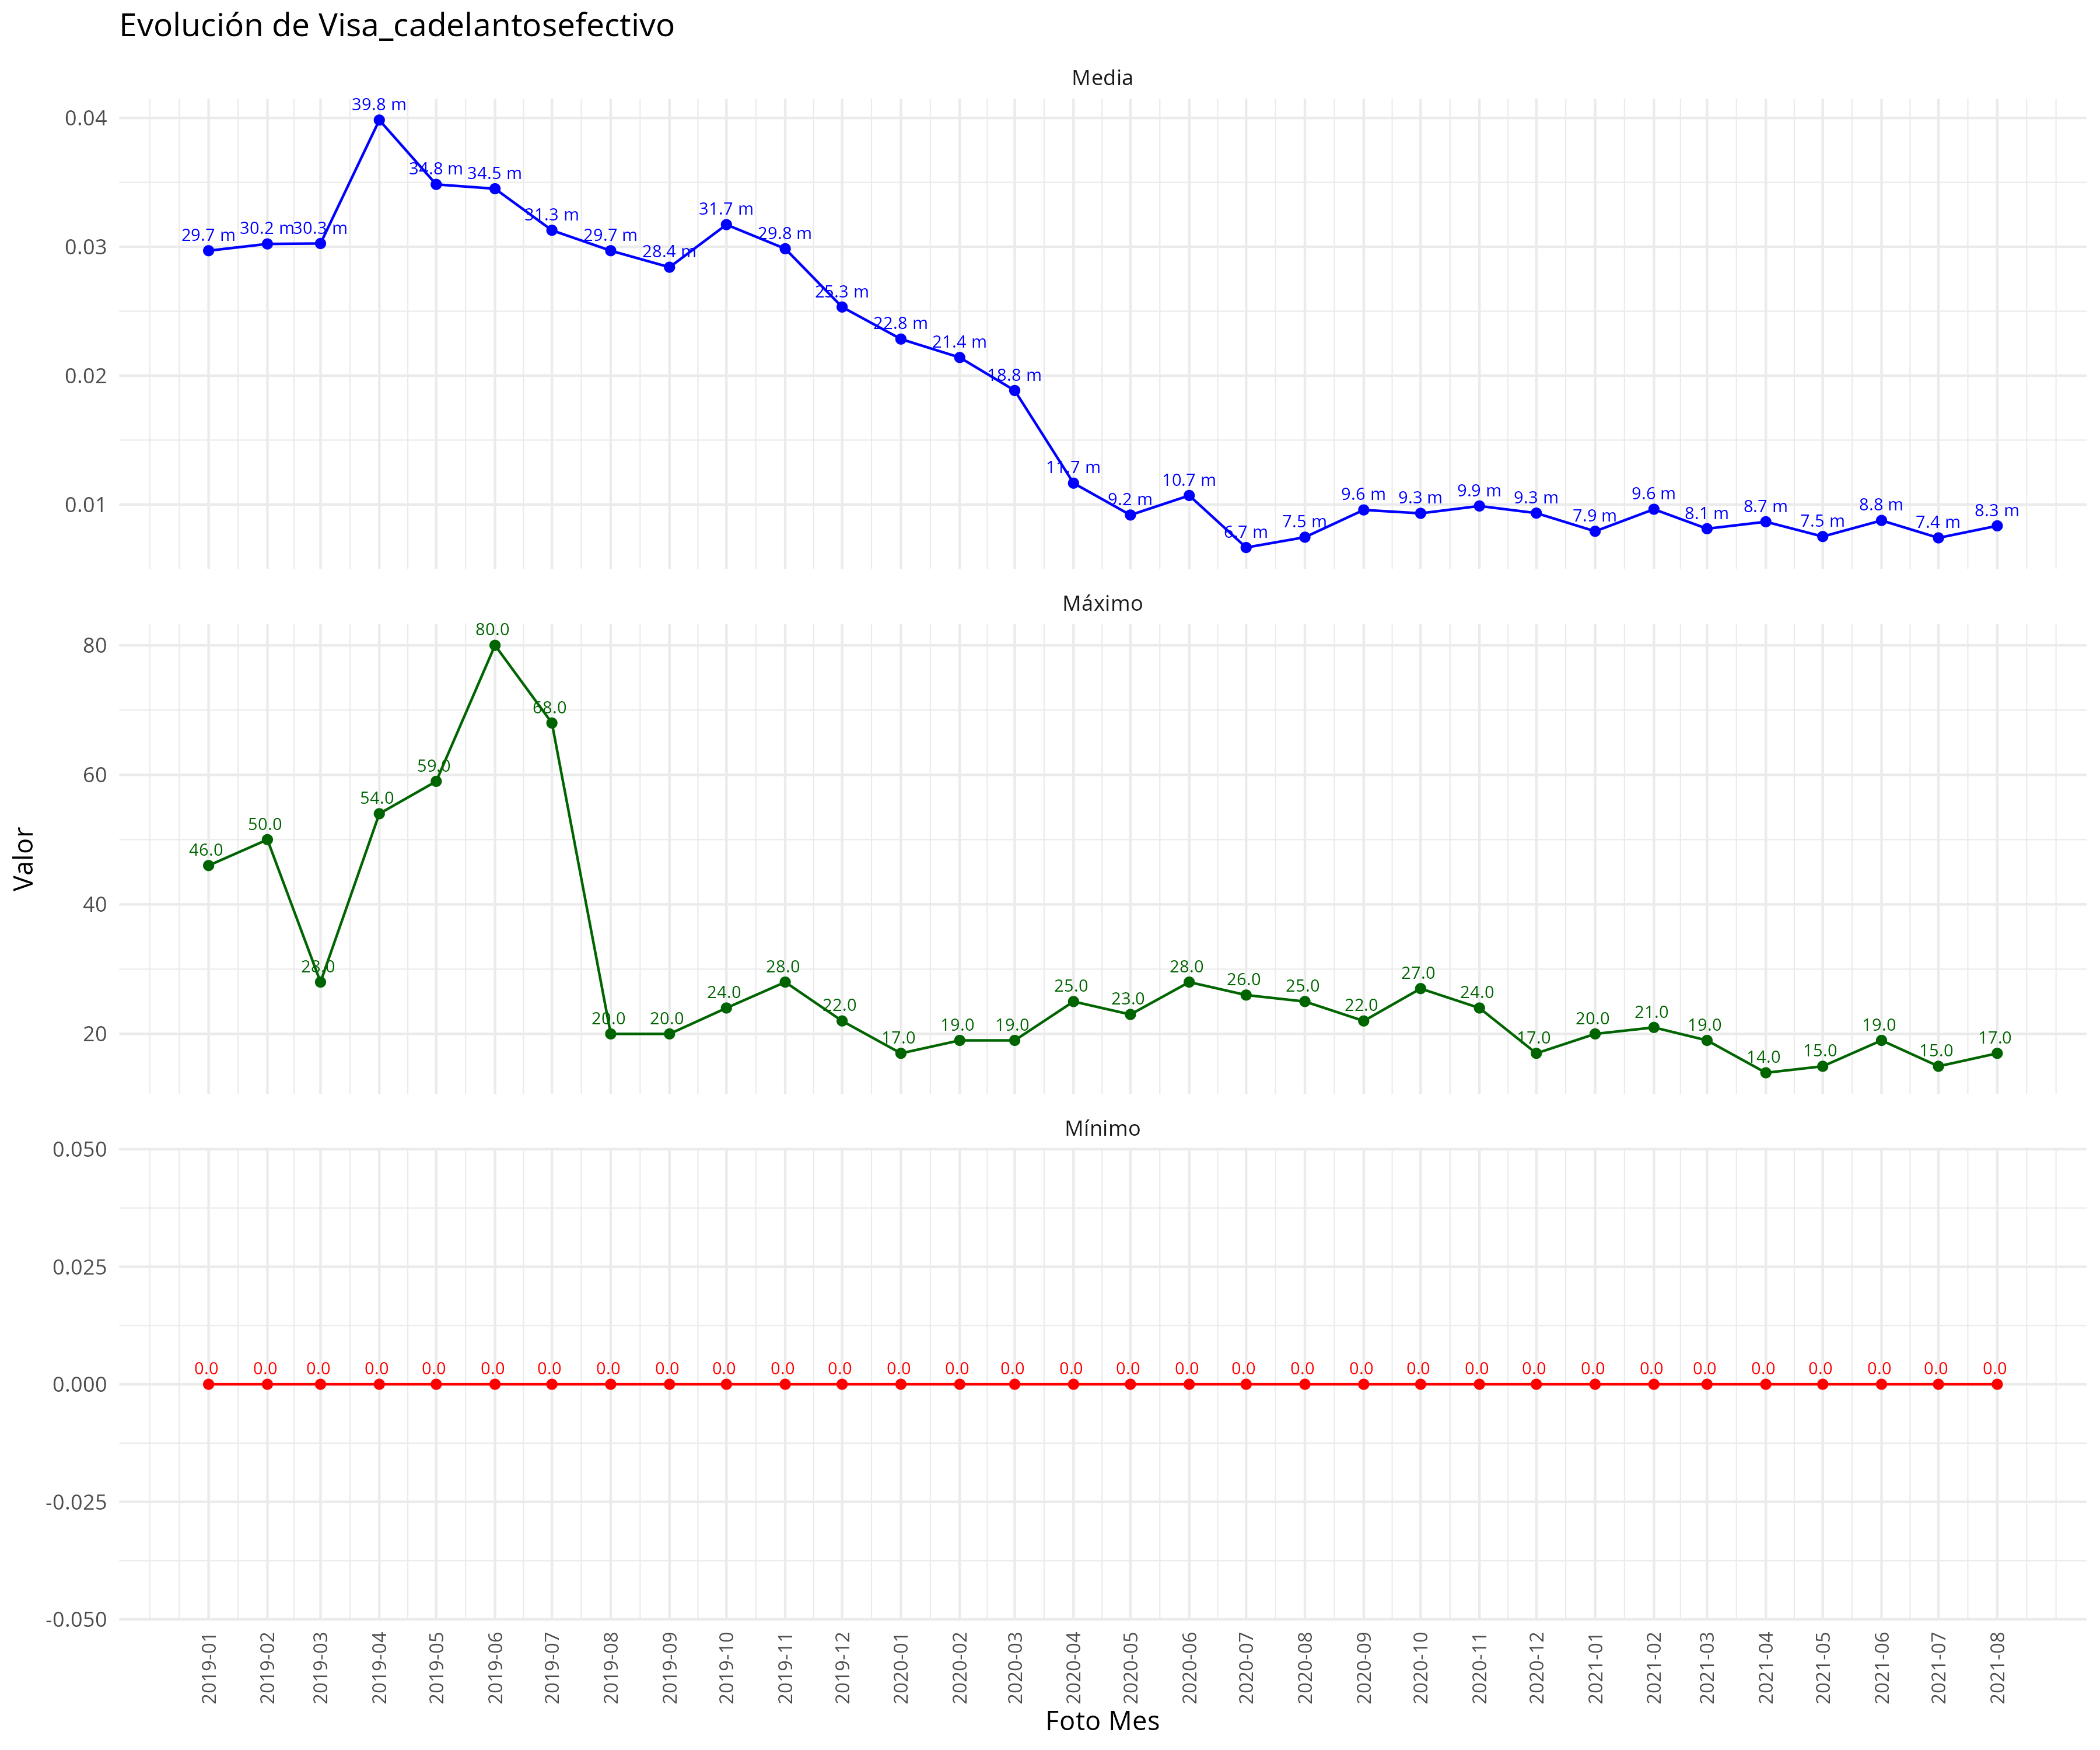 Evolución de Visa_cadelantosefectivo
Media
0.04
0.03
0.02
0.01
29.7 m 30.2 m 30.3 m 39.8 m 34.8 m 34.5 m 31.3 m 29.7 m 28.4 m 31.7 m 29.8 m 25.3 m 22.8 m 21.4 m 18.8 m 11.7 m 9.2 m 10.7 m 6.7 m 7.5 m 9.6 m 9.3 m 9.9 m 9.3 m 7.9 m 9.6 m 8.1 m 8.7 m 7.5 m 8.8 m 7.4 m 8.3 m
Máximo
80
60
40
20
46.0 50.0 28.0 54.0 59.0 80.0 68.0 20.0 20.0 24.0 28.0 22.0 17.0 19.0 19.0 25.0 23.0 28.0 26.0 25.0 22.0 27.0 24.0 17.0 20.0 21.0 19.0 14.0 15.0 19.0 15.0 17.0
Valor
Mínimo
0.050
0.025
0.000
-0.025
-0.050
0.0 0.0 0.0 0.0 0.0 0.0 0.0 0.0 0.0 0.0 0.0 0.0 0.0 0.0 0.0 0.0 0.0 0.0 0.0 0.0 0.0 0.0 0.0 0.0 0.0 0.0 0.0 0.0 0.0 0.0 0.0 0.0
2019-01 2019-02 2019-03 2019-04 2019-05 2019-06 2019-07 2019-08 2019-09 2019-10 2019-11 2019-12 2020-01 2020-02 2020-03 2020-04 2020-05 2020-06 2020-07 2020-08 2020-09 2020-10 2020-11 2020-12 2021-01 2021-02 2021-03 2021-04 2021-05 2021-06 2021-07 2021-08
Foto Mes